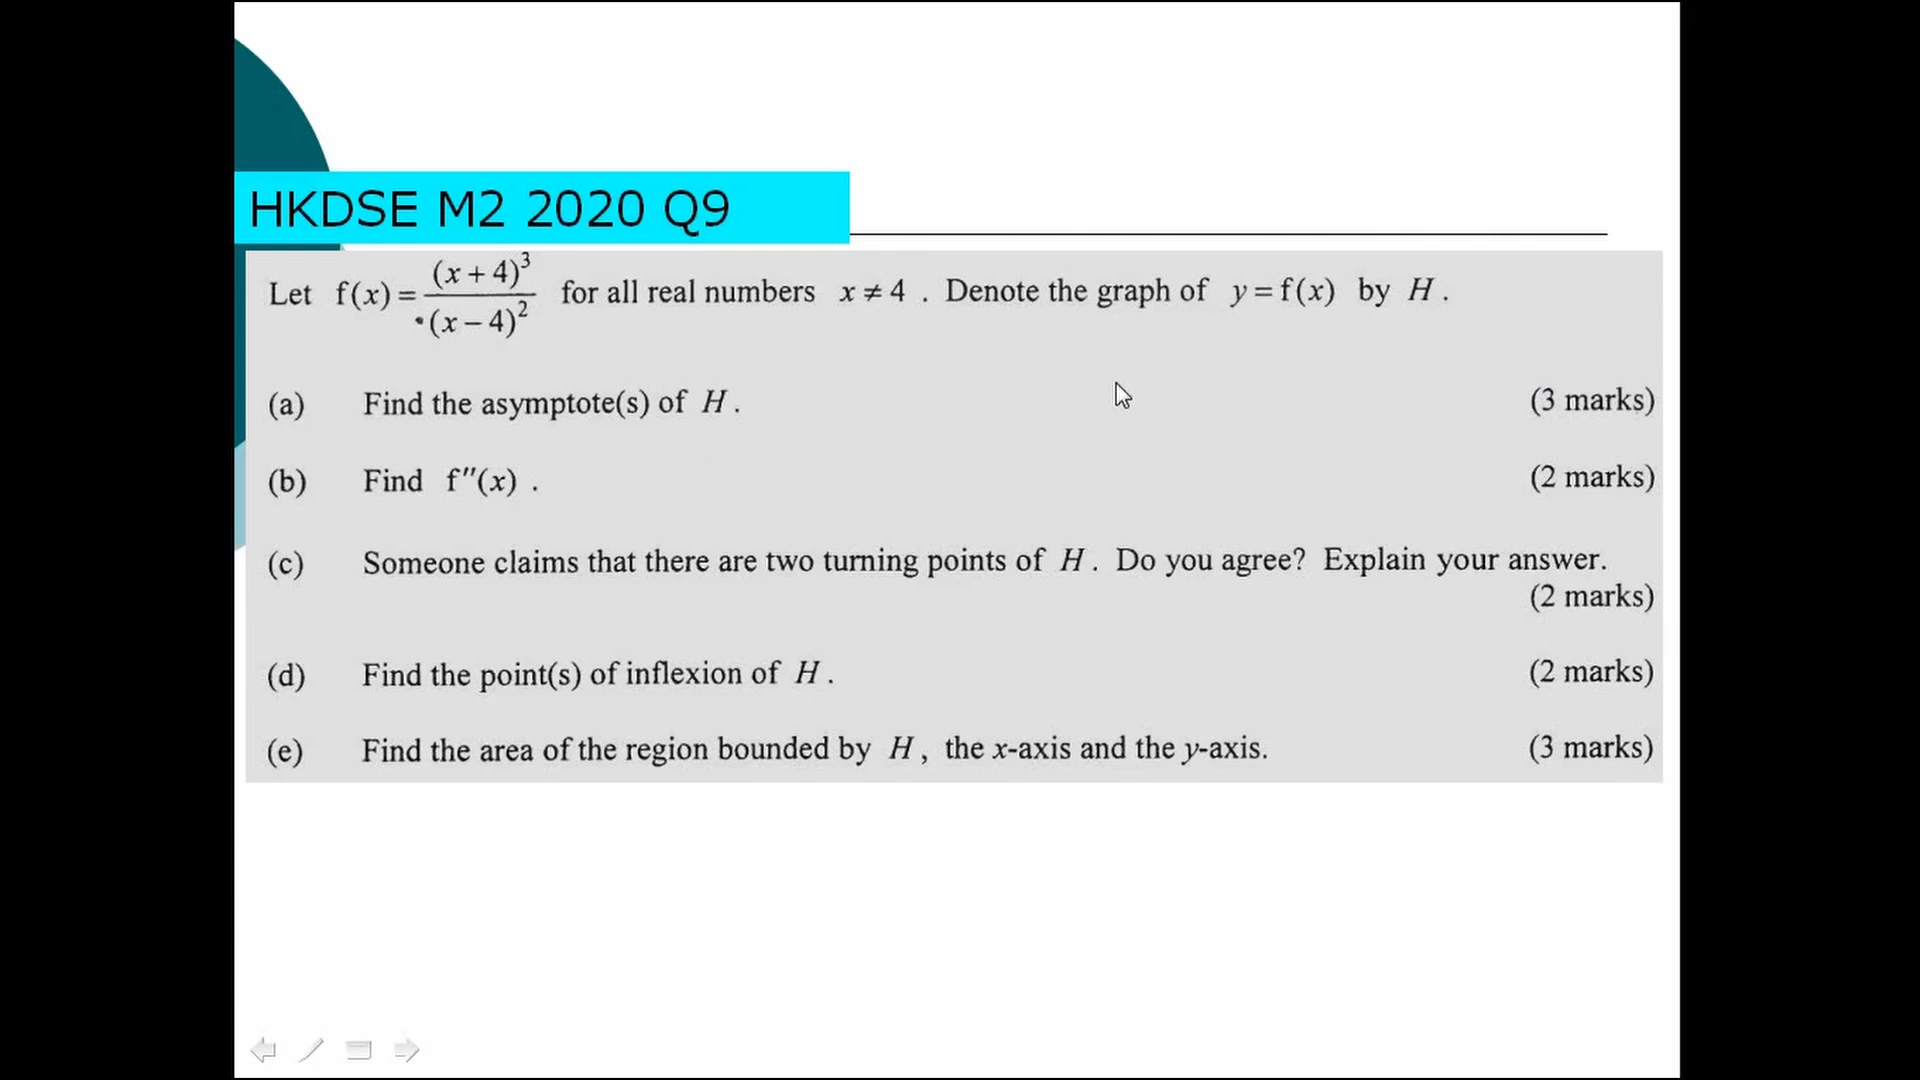 HKDSE M2 2020 Q9
Let f(x) = (x + 4)³ / (x − 4)² for all real numbers x ≠ 4 . Denote the graph of y = f(x) by H .
(a) Find the asymptote(s) of H . (3 marks)
(b) Find f″(x) . (2 marks)
(c) Someone claims that there are two turning points of H . Do you agree? Explain your answer.
(2 marks)
(d) Find the point(s) of inflexion of H . (2 marks)
(e) Find the area of the region bounded by H , the x-axis and the y-axis. (3 marks)